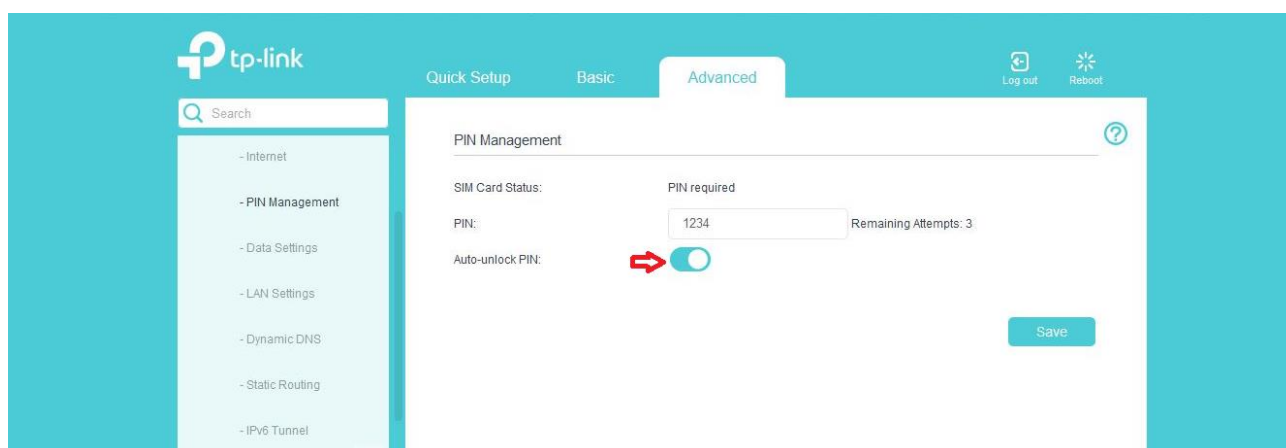 tp-link
Quick Setup Basic Advanced Log out Reboot
Search
- Internet
- PIN Management
- Data Settings
- LAN Settings
- Dynamic DNS
- Static Routing
- IPv6 Tunnel
PIN Management
SIM Card Status: PIN required
PIN: 1234 Remaining Attempts: 3
Auto-unlock PIN:
Save